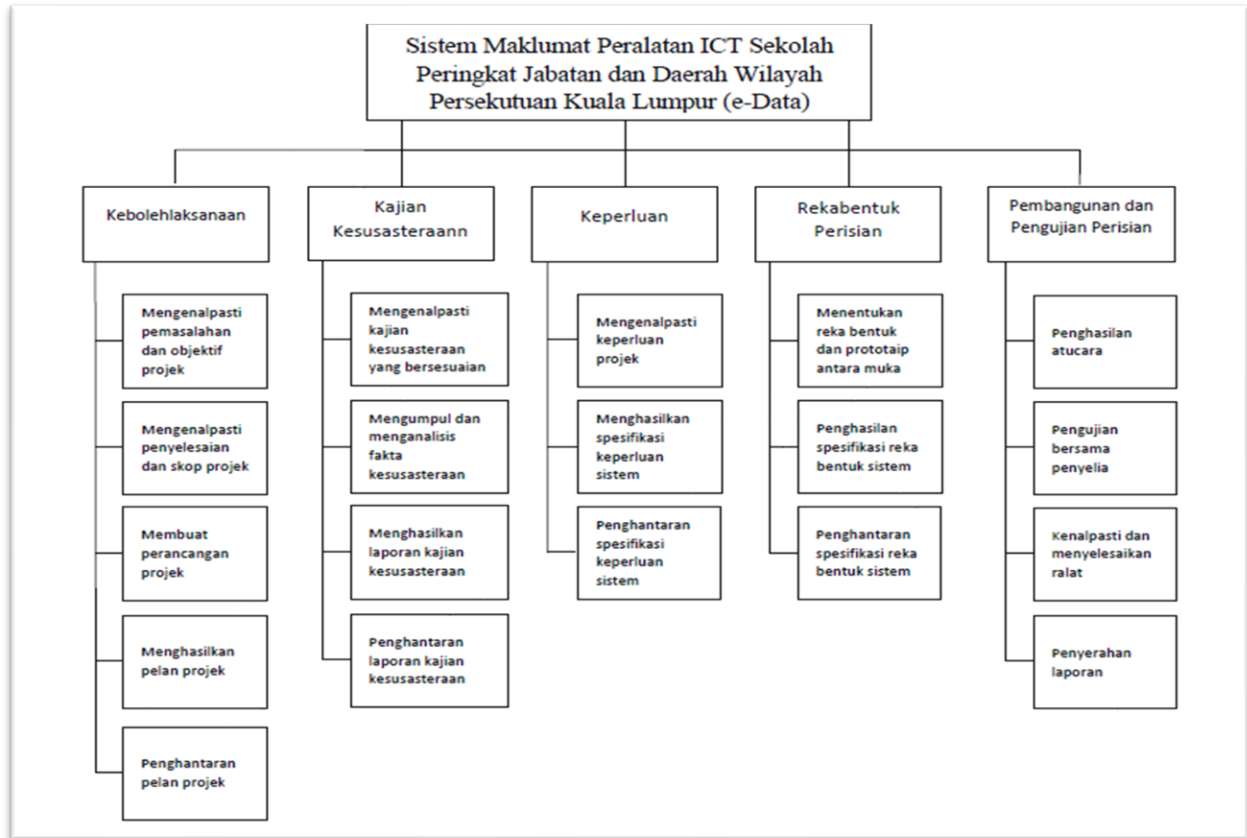 Sistem Maklumat Peralatan ICT Sekolah
Peringkat Jabatan dan Daerah Wilayah
Persekutuan Kuala Lumpur (e-Data)
Kebolehlaksanaan
Mengenalpasti
pemasalahan
dan objektif
projek
Mengenalpasti
penyelesaian
dan skop projek
Membuat
perancangan
projek
Menghasilkan
pelan projek
Penghantaran
pelan projek
Kajian
Kesusasteraann
Mengenalpasti
kajian
kesusasteraan
yang bersesuaian
Mengumpul dan
menganalisis
fakta
kesusasteraan
Menghasilkan
laporan kajian
kesusasteraan
Penghantaran
laporan kajian
kesusasteraan
Keperluan
Mengenalpasti
keperluan
projek
Menghasilkan
spesifikasi
keperluan
sistem
Penghantaran
spesifikasi
keperluan
sistem
Rekabentuk
Perisian
Menentukan
reka bentuk
dan prototaip
antara muka
Penghasilan
spesifikasi reka
bentuk sistem
Penghantaran
spesifikasi reka
bentuk sistem
Pembangunan dan
Pengujian Perisian
Penghasilan
atucara
Pengujian
bersama
penyelia
Kenalpasti dan
menyelesaikan
ralat
Penyerahan
laporan